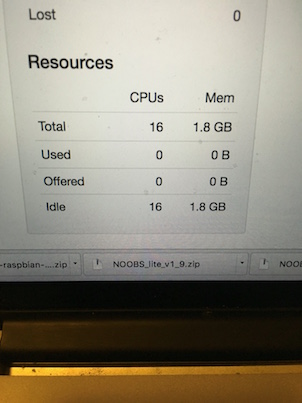 Lost 0
Resources
CPUs Mem
Total 16 1.8 GB
Used 0 0 B
Offered 0 0 B
Idle 16 1.8 GB
-raspbian-....zip NOOBS_lite_v1_9.zip NOOBS